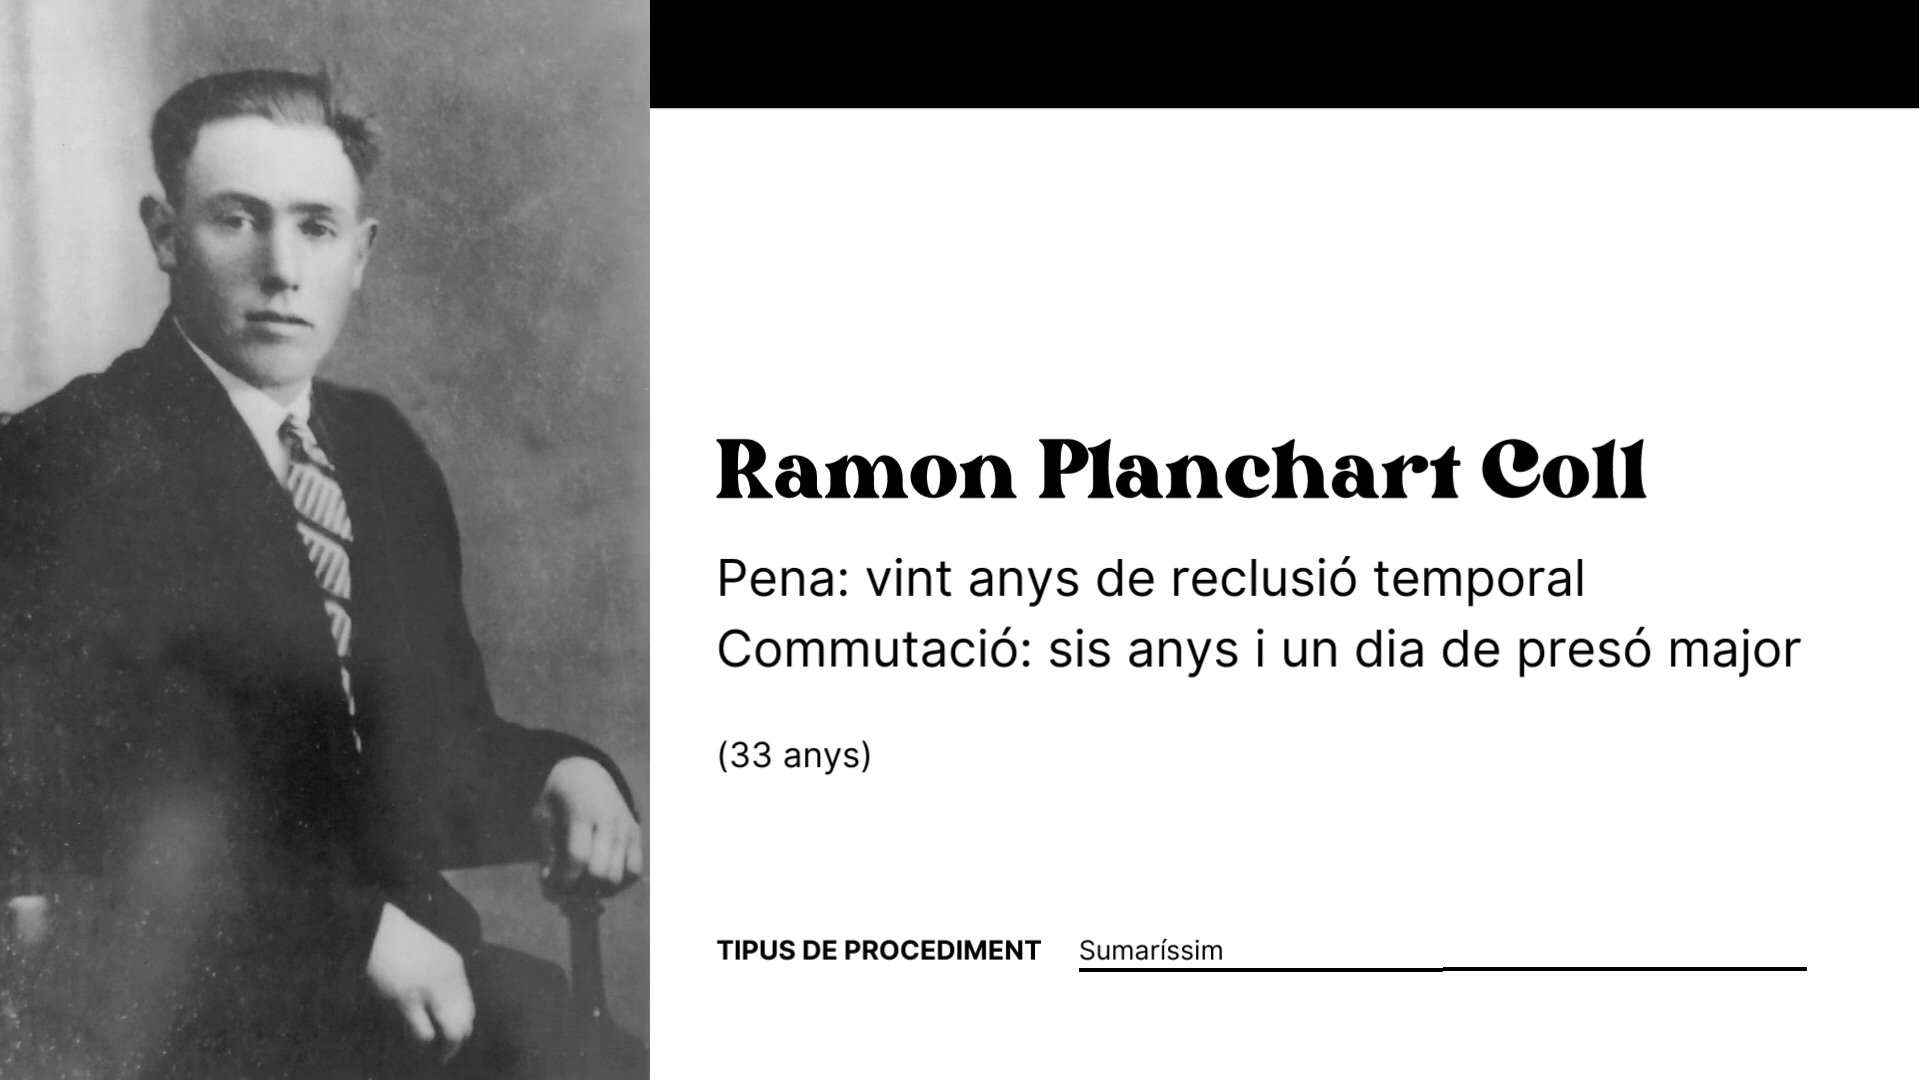 Ramon Planchart Coll
Pena: vint anys de reclusió temporal
Commutació: sis anys i un dia de presó major
(33 anys)
TIPUS DE PROCEDIMENT Sumaríssim